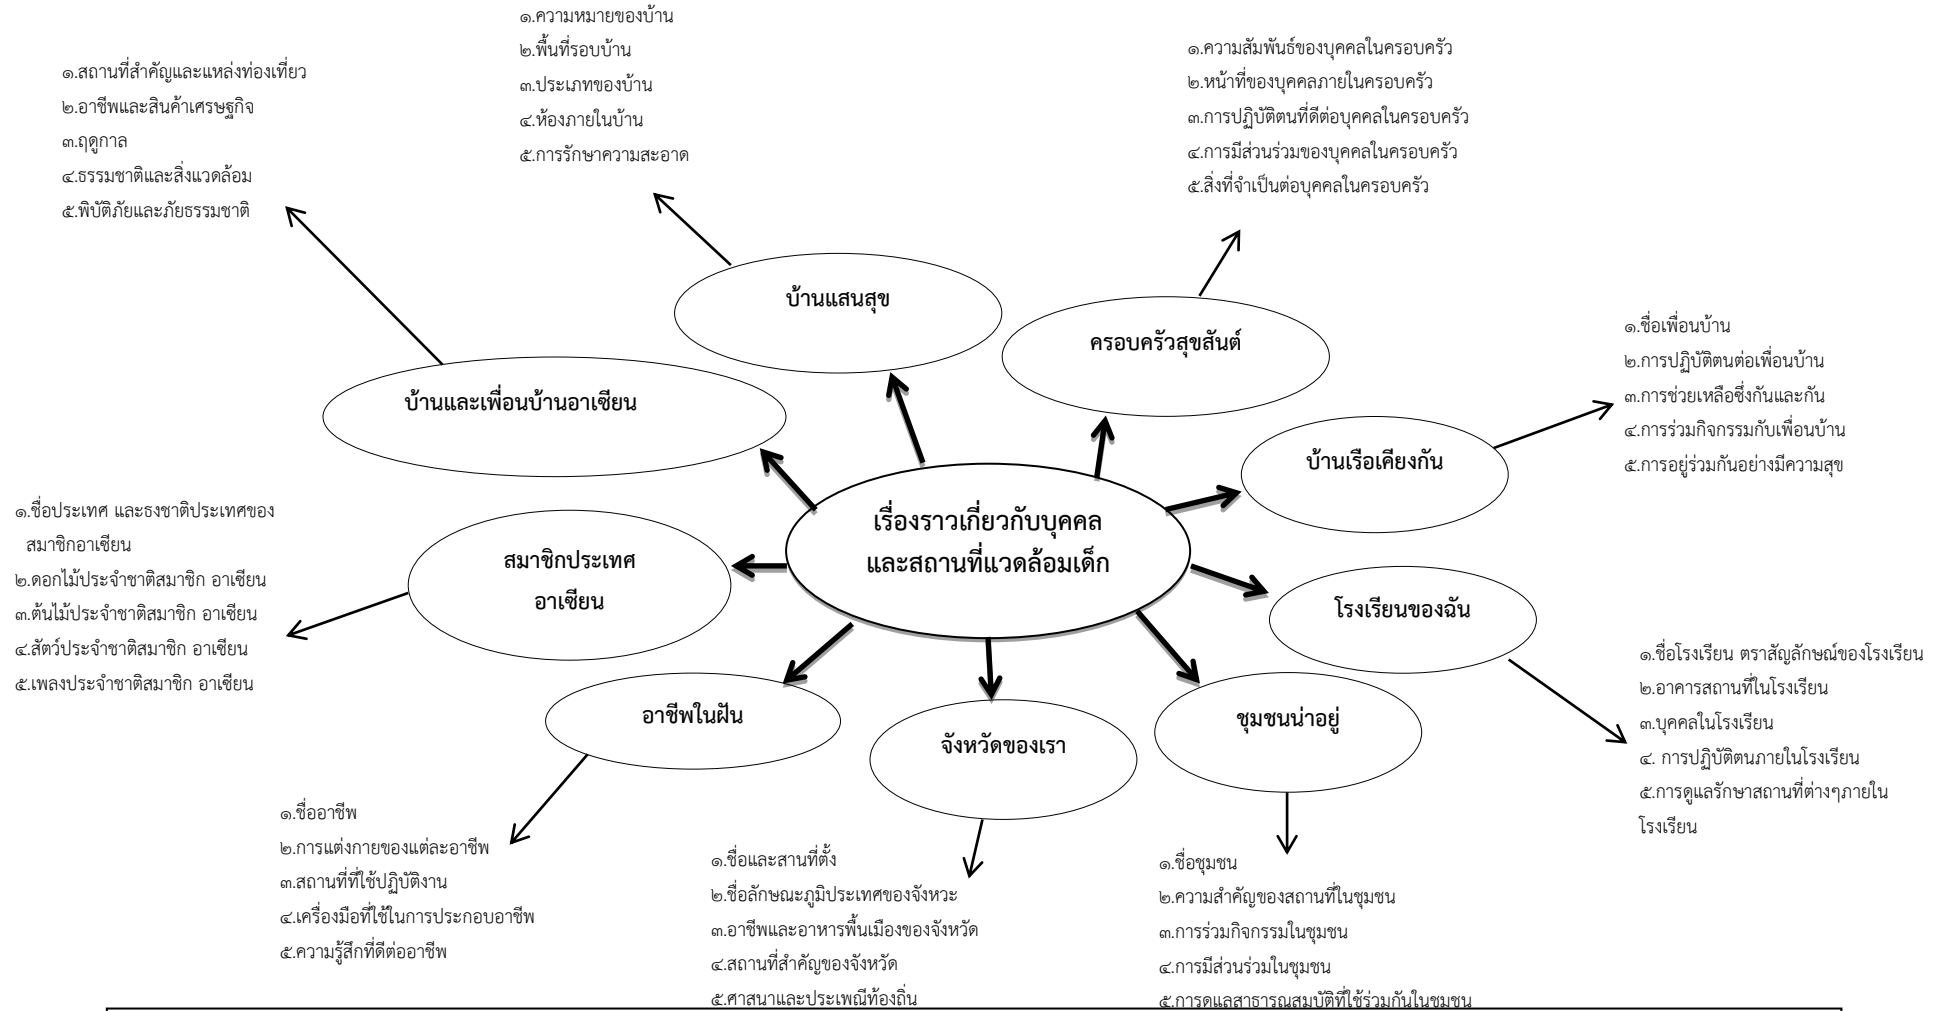 ๑.ความหมายของบ้าน
๒.พื้นที่รอบบ้าน
๓.ประเภทของบ้าน
๔.ห้องภายในบ้าน
๕.การรักษาความสะอาด
๑.ความสัมพันธ์ของบุคคลในครอบครัว
๒.หน้าที่ของบุคคลภายในครอบครัว
๓.การปฏิบัติตนที่ดีต่อบุคคลในครอบครัว
๔.การมีส่วนร่วมของบุคคลในครอบครัว
๕.สิ่งที่จำเป็นต่อบุคคลในครอบครัว
๑.สถานที่สำคัญและแหล่งท่องเที่ยว
๒.อาชีพและสินค้าเศรษฐกิจ
๓.ฤดูกาล
๔.ธรรมชาติและสิ่งแวดล้อม
๕.พิบัติภัยและภัยธรรมชาติ
บ้านแสนสุข
ครอบครัวสุขสันต์
บ้านและเพื่อนบ้านอาเซียน
๑.ชื่อเพื่อนบ้าน
๒.การปฏิบัติตนต่อเพื่อนบ้าน
๓.การช่วยเหลือซึ่งกันและกัน
๔.การร่วมกิจกรรมกับเพื่อนบ้าน
๕.การอยู่ร่วมกันอย่างมีความสุข
บ้านเรือเคียงกัน
เรื่องราวเกี่ยวกับบุคคล
และสถานที่แวดล้อมเด็ก
๑.ชื่อประเทศ และธงชาติประเทศของ
สมาชิกอาเซียน
๒.ดอกไม้ประจำชาติสมาชิก อาเซียน
๓.ต้นไม้ประจำชาติสมาชิก อาเซียน
๔.สัตว์ประจำชาติสมาชิก อาเซียน
๕.เพลงประจำชาติสมาชิก อาเซียน
สมาชิกประเทศ
อาเซียน
โรงเรียนของฉัน
๑.ชื่อโรงเรียน ตราสัญลักษณ์ของโรงเรียน
๒.อาคารสถานที่ในโรงเรียน
๓.บุคคลในโรงเรียน
๔. การปฏิบัติตนภายในโรงเรียน
๕.การดูแลรักษาสถานที่ต่างๆภายใน
โรงเรียน
อาชีพในฝัน
จังหวัดของเรา
ชุมชนน่าอยู่
๑.ชื่ออาชีพ
๒.การแต่งกายของแต่ละอาชีพ
๓.สถานที่ที่ใช้ปฏิบัติงาน
๔.เครื่องมือที่ใช้ในการประกอบอาชีพ
๕.ความรู้สึกที่ดีต่ออาชีพ
๑.ชื่อและสานที่ตั้ง
๒.ชื่อลักษณะภูมิประเทศของจังหวะ
๓.อาชีพและอาหารพื้นเมืองของจังหวัด
๔.สถานที่สำคัญของจังหวัด
๕.ศาสนาและประเพณีท้องถิ่น
๑.ชื่อชุมชน
๒.ความสำคัญของสถานที่ในชุมชน
๓.การร่วมกิจกรรมในชุมชน
๔.การมีส่วนร่วมในชุมชน
๕.การดูแลสาธารณสมบัติที่ใช้ร่วมกันในชุมชน